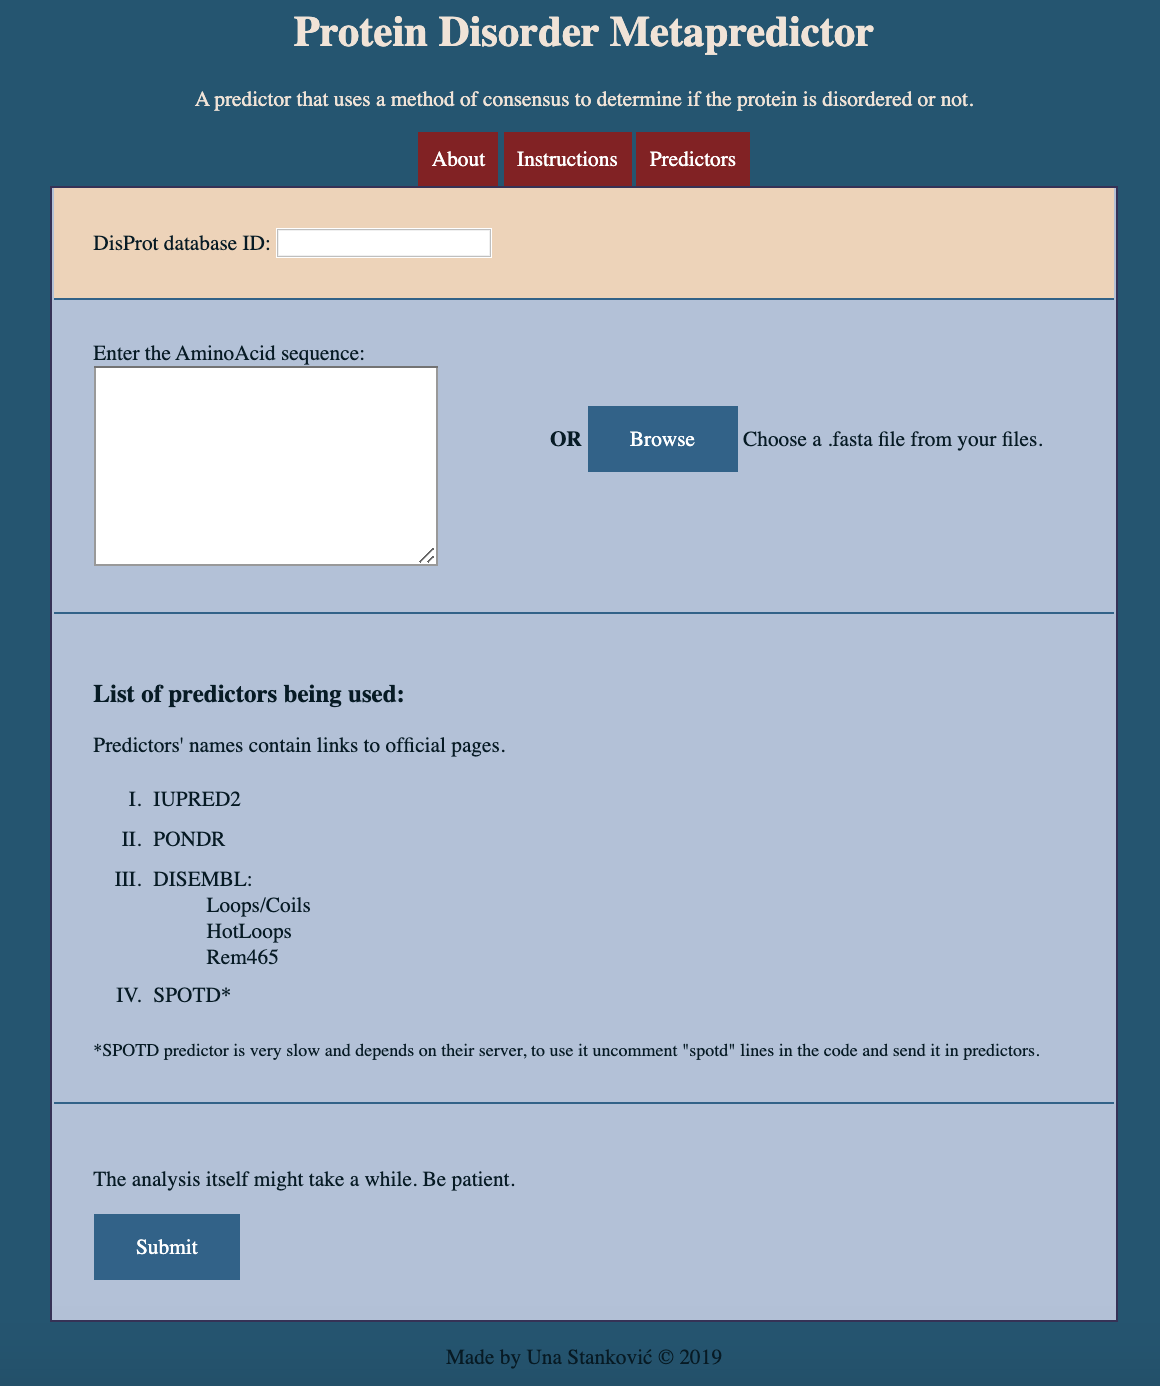 Protein Disorder Metapredictor
A predictor that uses a method of consensus to determine if the protein is disordered or not.
About Instructions Predictors
DisProt database ID:
Enter the AminoAcid sequence:
OR Browse Choose a .fasta file from your files.
List of predictors being used:
Predictors' names contain links to official pages.
I. IUPRED2
II. PONDR
III. DISEMBL:
Loops/Coils
HotLoops
Rem465
IV. SPOTD*
*SPOTD predictor is very slow and depends on their server, to use it uncomment "spotd" lines in the code and send it in predictors.
The analysis itself might take a while. Be patient.
Submit
Made by Una Stanković © 2019